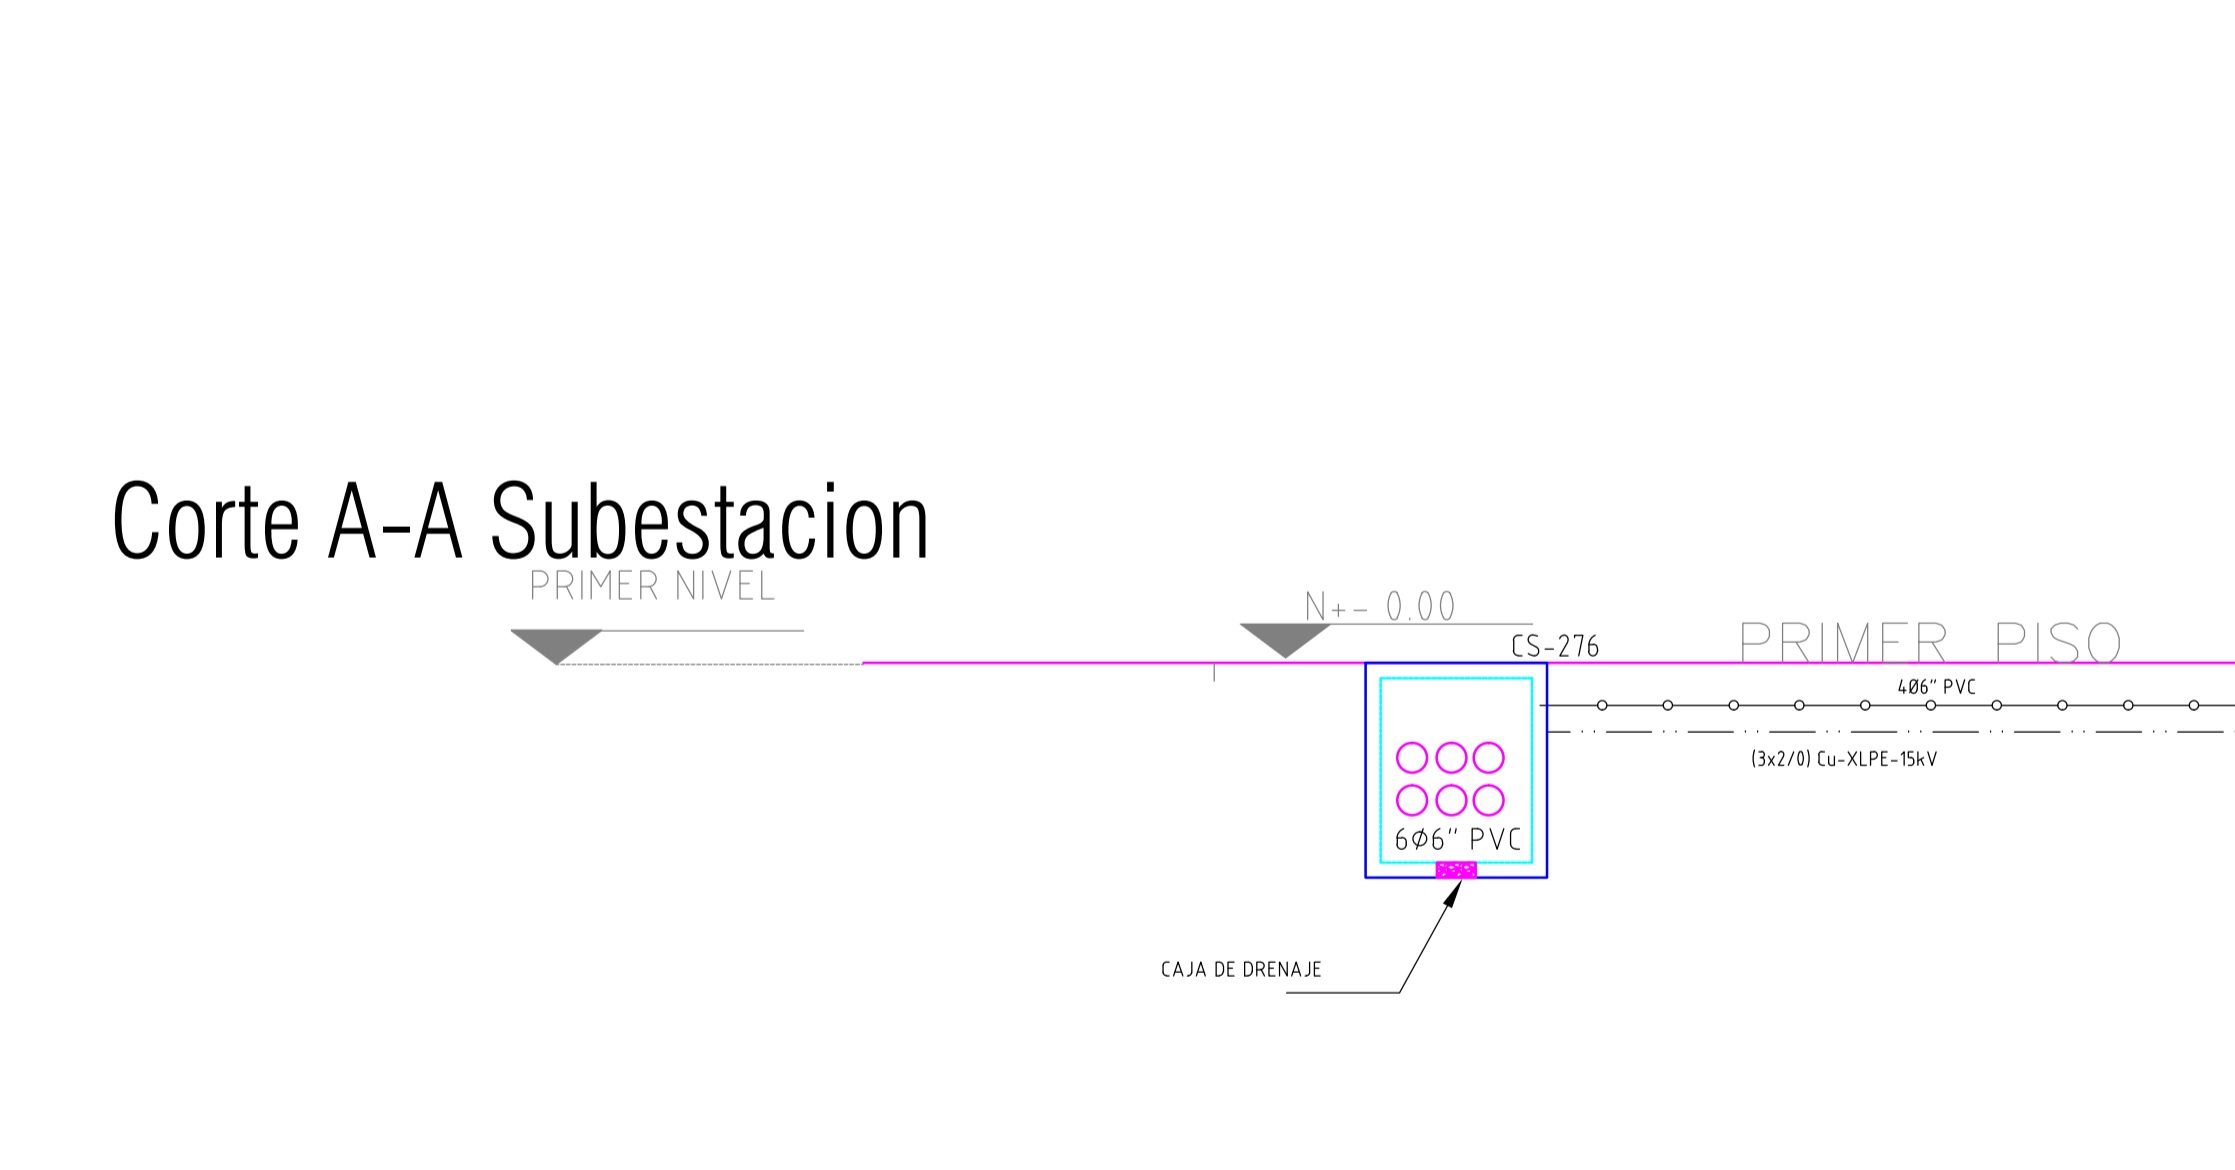 Corte A-A Subestacion
PRIMER NIVEL
N+- 0.00
CS-276
PRIMER PISO
4Ø6" PVC
(3x2/0) Cu-XLPE-15kV
6Ø6" PVC
CAJA DE DRENAJE